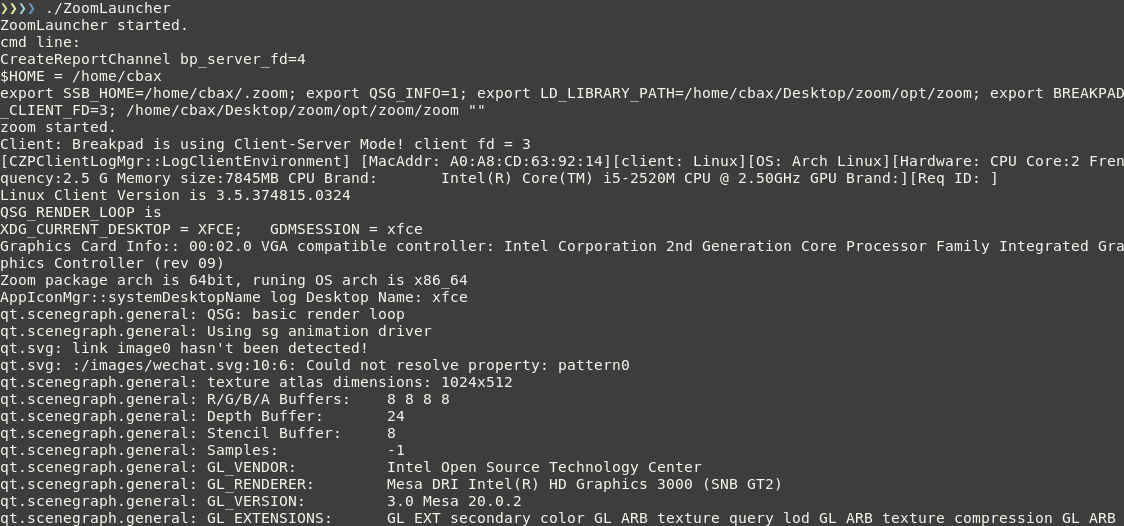 ❯❯❯❯ ./ZoomLauncher
ZoomLauncher started.
cmd line:
CreateReportChannel bp_server_fd=4
$HOME = /home/cbax
export SSB_HOME=/home/cbax/.zoom; export QSG_INFO=1; export LD_LIBRARY_PATH=/home/cbax/Desktop/zoom/opt/zoom; export BREAKPAD
_CLIENT_FD=3; /home/cbax/Desktop/zoom/opt/zoom/zoom ""
zoom started.
Client: Breakpad is using Client-Server Mode! client fd = 3
[CZPClientLogMgr::LogClientEnvironment] [MacAddr: A0:A8:CD:63:92:14][client: Linux][OS: Arch Linux][Hardware: CPU Core:2 Fren
quency:2.5 G Memory size:7845MB CPU Brand:       Intel(R) Core(TM) i5-2520M CPU @ 2.50GHz GPU Brand:][Req ID: ]
Linux Client Version is 3.5.374815.0324
QSG_RENDER_LOOP is
XDG_CURRENT_DESKTOP = XFCE;   GDMSESSION = xfce
Graphics Card Info:: 00:02.0 VGA compatible controller: Intel Corporation 2nd Generation Core Processor Family Integrated Gra
phics Controller (rev 09)
Zoom package arch is 64bit, runing OS arch is x86_64
AppIconMgr::systemDesktopName log Desktop Name: xfce
qt.scenegraph.general: QSG: basic render loop
qt.scenegraph.general: Using sg animation driver
qt.svg: link image0 hasn't been detected!
qt.svg: :/images/wechat.svg:10:6: Could not resolve property: pattern0
qt.scenegraph.general: texture atlas dimensions: 1024x512
qt.scenegraph.general: R/G/B/A Buffers:    8 8 8 8
qt.scenegraph.general: Depth Buffer:       24
qt.scenegraph.general: Stencil Buffer:     8
qt.scenegraph.general: Samples:            -1
qt.scenegraph.general: GL_VENDOR:          Intel Open Source Technology Center
qt.scenegraph.general: GL_RENDERER:        Mesa DRI Intel(R) HD Graphics 3000 (SNB GT2)
qt.scenegraph.general: GL_VERSION:         3.0 Mesa 20.0.2
qt.scenegraph.general: GL_EXTENSIONS:      GL_EXT_secondary_color GL_ARB_texture_query_lod GL_ARB_texture_compression GL_ARB_